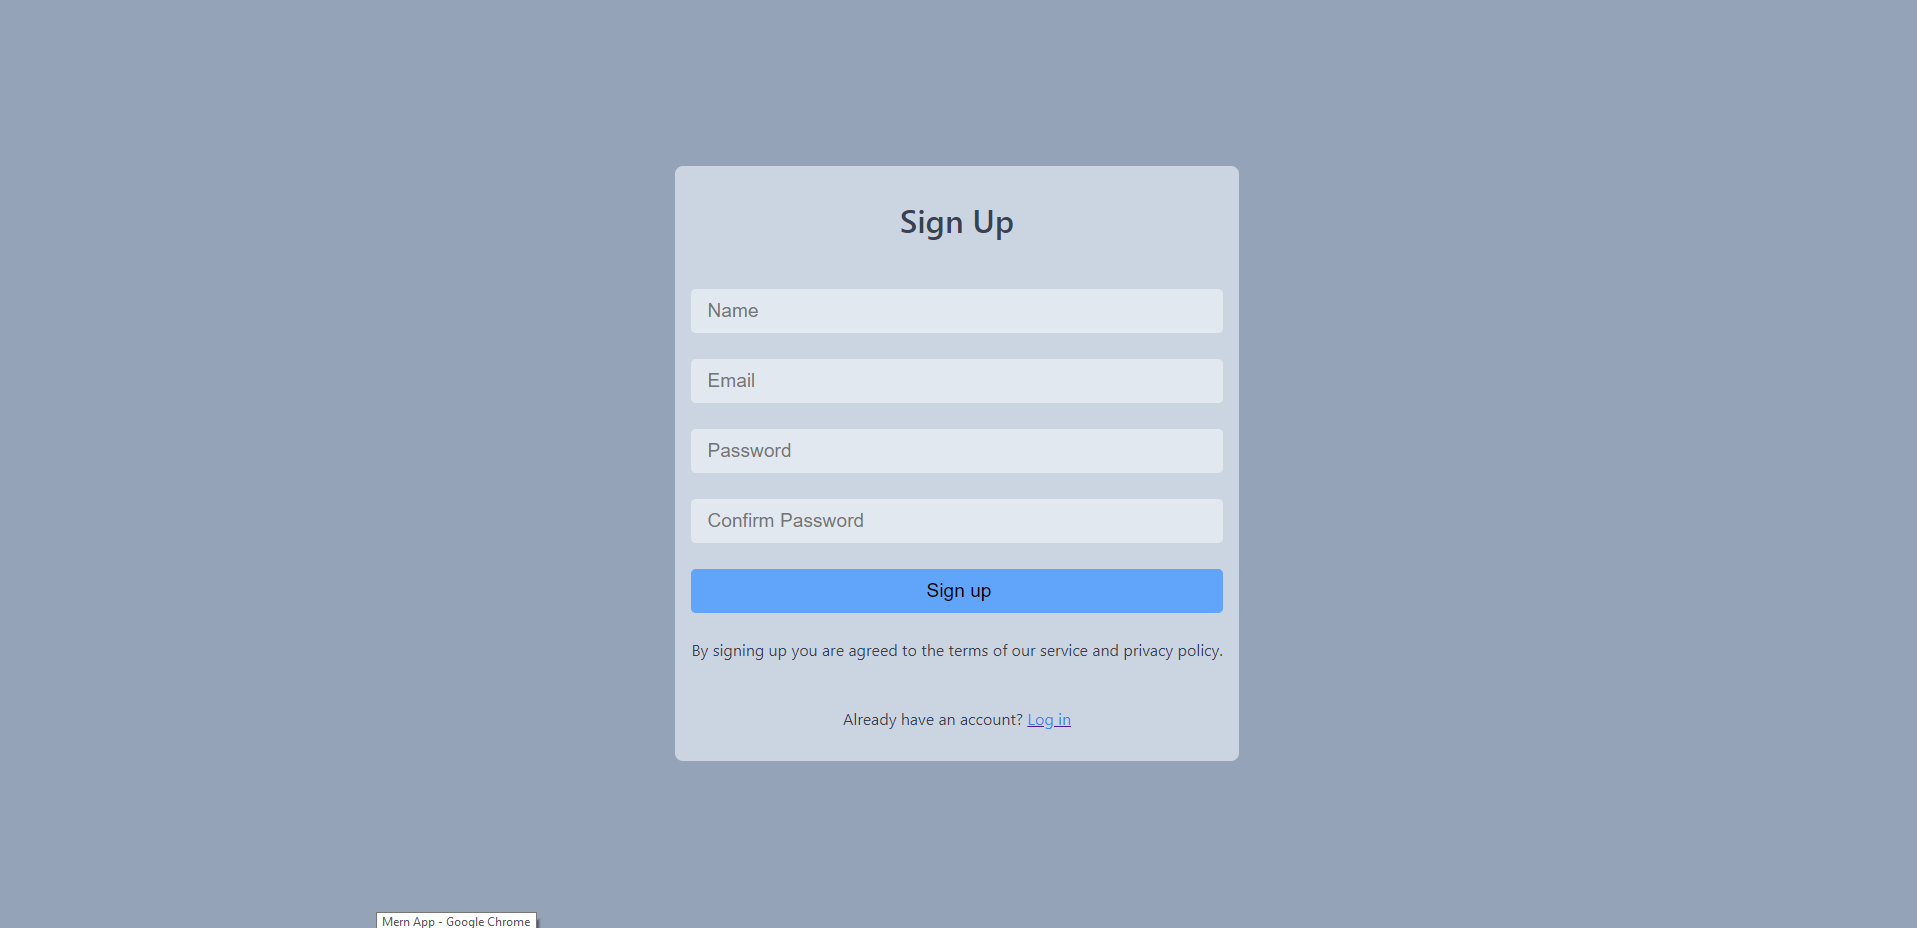 Sign Up
Name
Email
Password
Confirm Password
Sign up
By signing up you are agreed to the terms of our service and privacy policy.
Already have an account? Log in
Mern App - Google Chrome